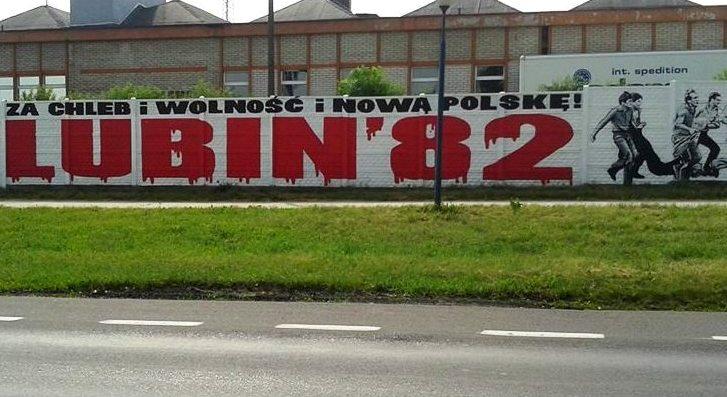 int. spedition
ZA CHLEB i WOLNOŚĆ i NOWĄ POLSKĘ!
LUBIN '82